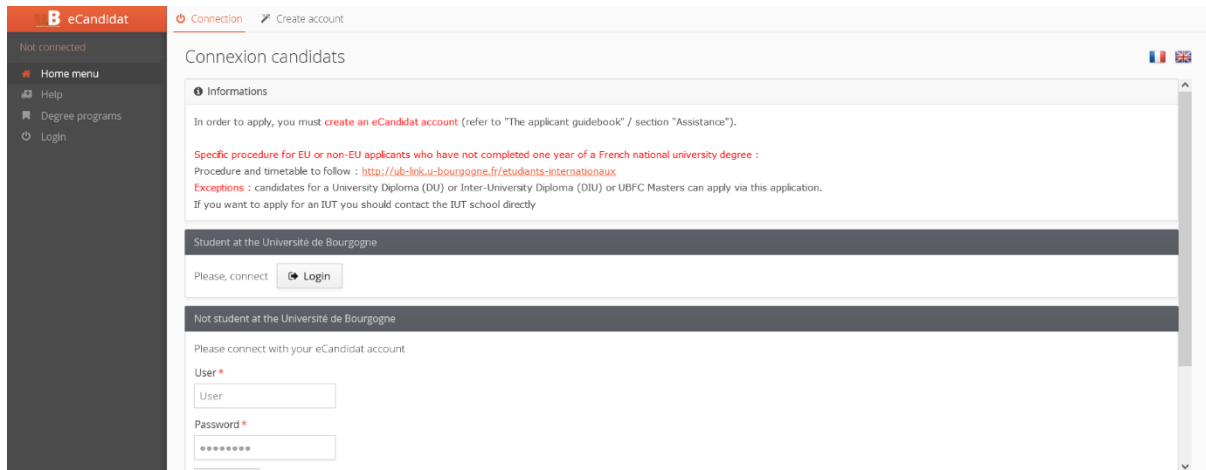 uB eCandidat
Connection
Create account
Not connected
Home menu
Help
Degree programs
Login
Connexion candidats
Informations
In order to apply, you must create an eCandidat account (refer to "The applicant guidebook" / section "Assistance").
Specific procedure for EU or non-EU applicants who have not completed one year of a French national university degree :
Procedure and timetable to follow : http://ub-link.u-bourgogne.fr/etudiants-internationaux
Exceptions : candidates for a University Diploma (DU) or Inter-University Diploma (DIU) or UBFC Masters can apply via this application.
If you want to apply for an IUT you should contact the IUT school directly
Student at the Université de Bourgogne
Please, connect Login
Not student at the Université de Bourgogne
Please connect with your eCandidat account
User *
User
Password *